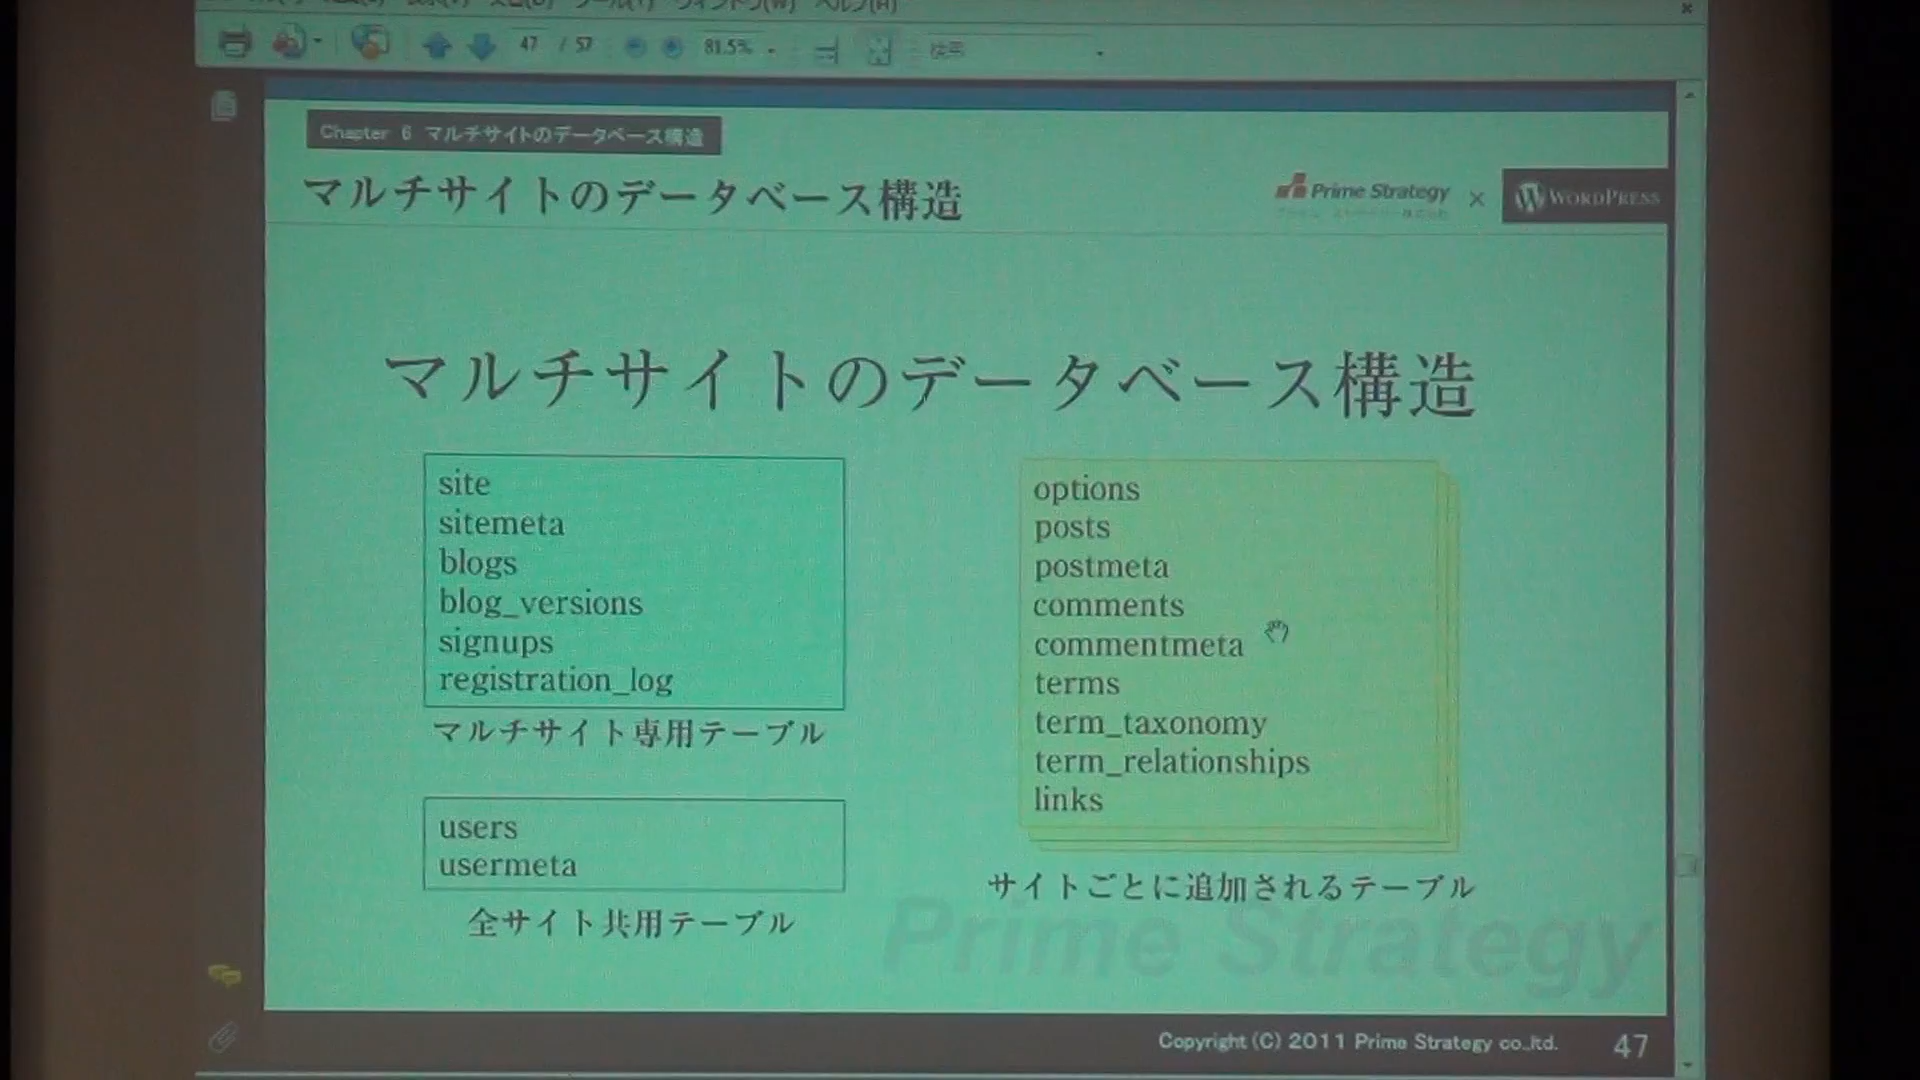 ヘルプ(H)
47 / 57
81.5%
検索
Chapter 6 マルチサイトのデータベース構造
マルチサイトのデータベース構造
Prime Strategy
×
WORDPRESS
マルチサイトのデータベース構造
site
sitemeta
blogs
blog_versions
signups
registration_log
マルチサイト専用テーブル
users
usermeta
全サイト共用テーブル
options
posts
postmeta
comments
commentmeta
terms
term_taxonomy
term_relationships
links
サイトごとに追加されるテーブル
Prime Strategy
Copyright (C) 2011 Prime Strategy co.,ltd.
47